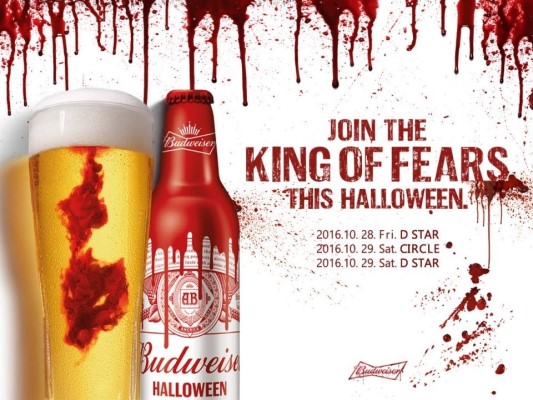 JOIN THE
KING OF FEARS
THIS HALLOWEEN.
2016.10. 28. Fri. D STAR
2016.10. 29. Sat. CIRCLE
2016.10. 29. Sat. D STAR
Budweiser
AB
Budweiser
HALLOWEEN
Budweiser